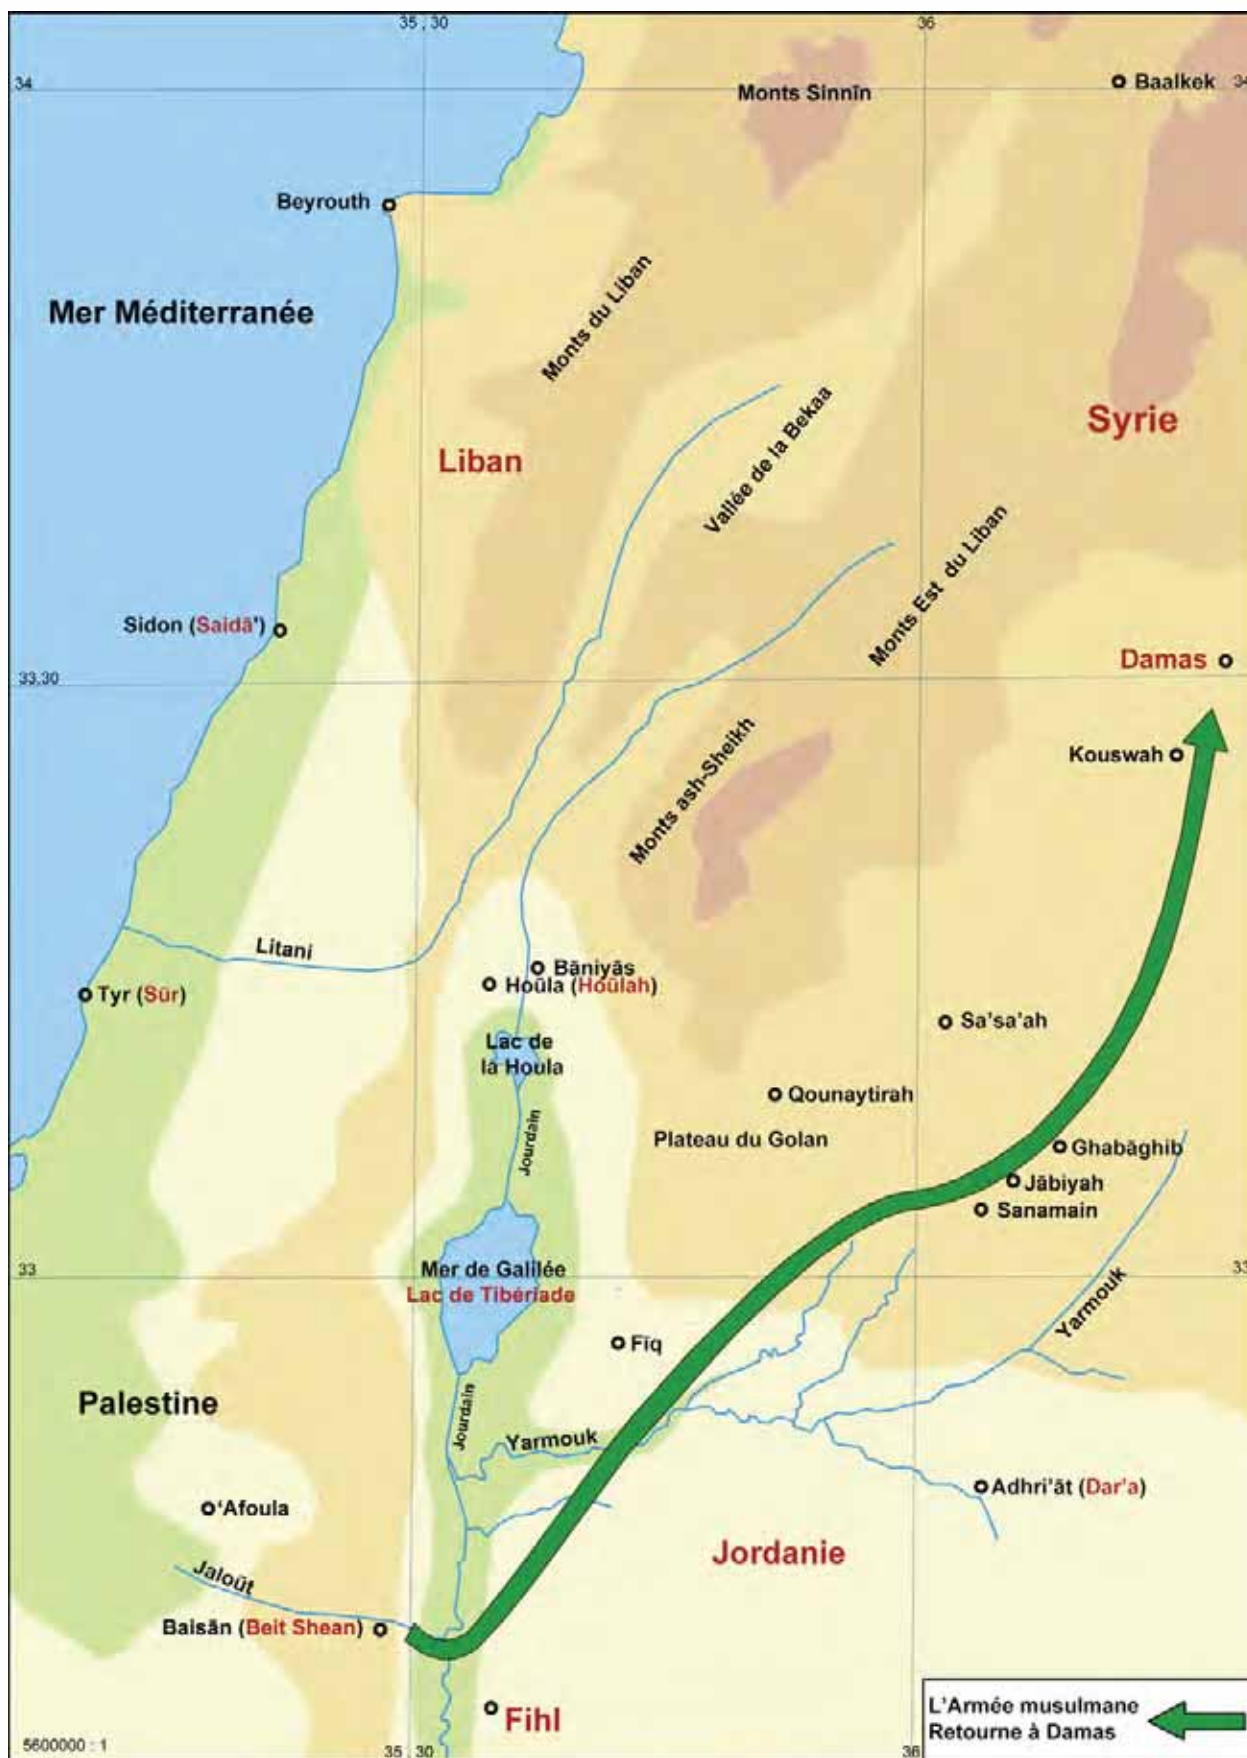 35 , 30
36
34
34
Monts Sinnīn
Baalkek
Beyrouth
Mer Méditerranée
Monts du Liban
Syrie
Liban
Vallée de la Bekaa
Monts Est du Liban
Sidon (Saidā')
Damas
33,30
Kouswah
Monts ash-Sheikh
Litani
Bāniyās
Hoūla (Hoūlah)
Tyr (Sūr)
Sa'sa'ah
Lac de
la Houla
Qounaytirah
Jourdain
Plateau du Golan
Ghabāghib
Jābiyah
Sanamain
Mer de Galilée
Lac de Tibériade
33
33
Yarmouk
Fīq
Palestine
Jourdain
Yarmouk
Adhri'āt (Dar'a)
'Afoula
Jordanie
Jaloūt
Baisān (Beit Shean)
Fihl
L'Armée musulmane
Retourne à Damas
5600000 : 1
35 , 30
36